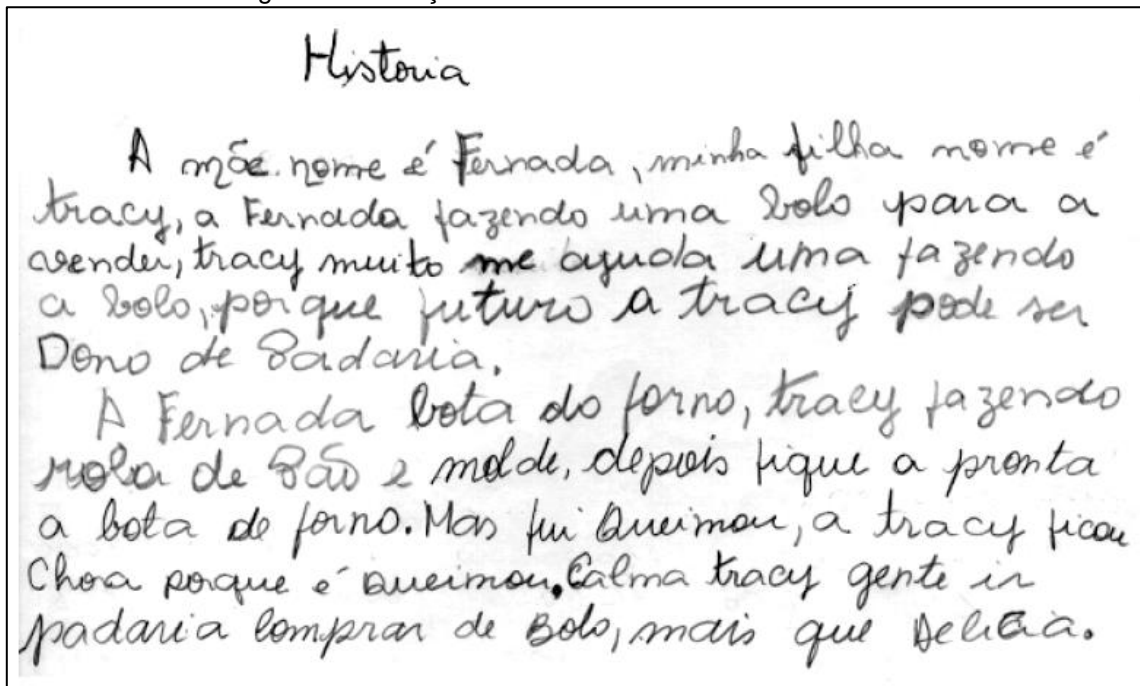 Historia
A mãe nome é Fernada, minha filha nome é
tracy, a Fernada fazendo uma bolo para a
vender, tracy muito me ajuda uma fazendo
a bolo, porque futuro a tracy pode ser
Dono de Padaria.
A Fernada bota do forno, tracy fazendo
rola de Pão e molde, depois fique a pronta
a bota de forno. Mas fui Queimou, a tracy ficou
Chora porque é queimou. Calma tracy gente ir
padaria comprar de Bolo, mais que Delicia.